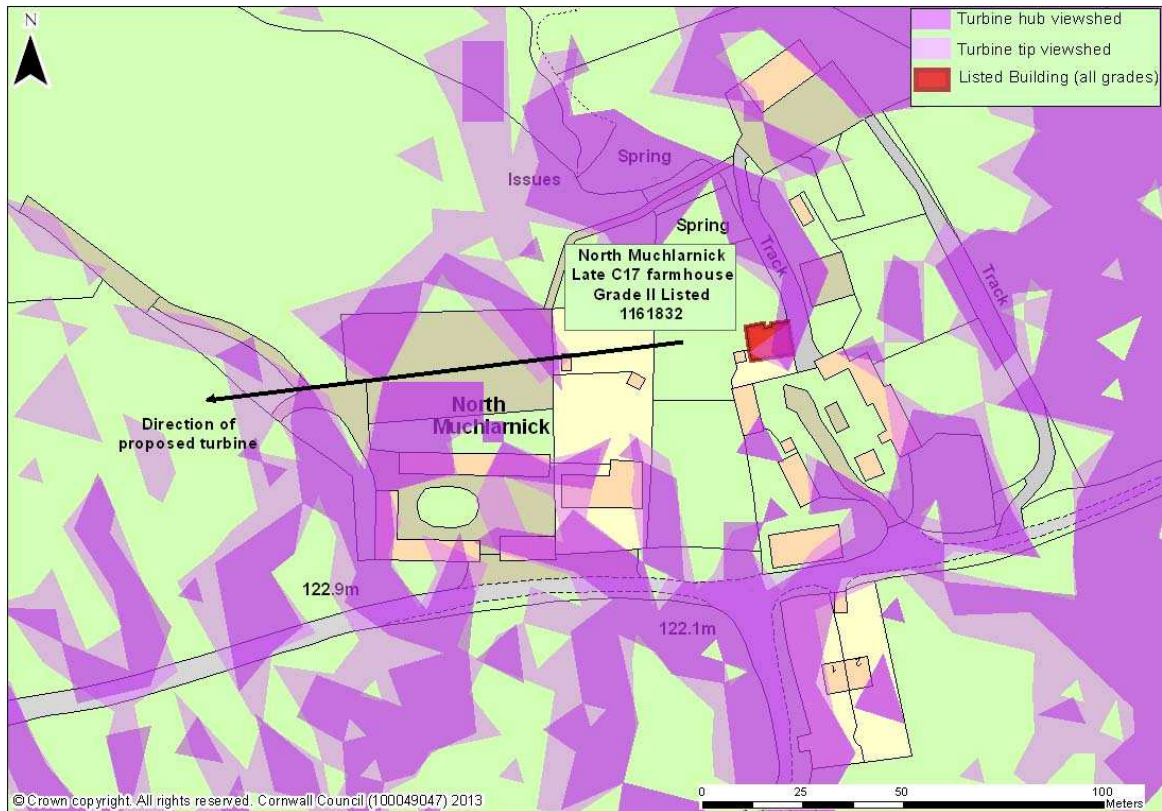 N
Turbine hub viewshed
Turbine tip viewshed
Listed Building (all grades)
Spring
Issues
Spring
Track
Track
North Muchlarnick
Late C17 farmhouse
Grade II Listed
1161832
Direction of
proposed turbine
North
Muchlarnick
122.9m
122.1m
1
2
0
50
100
Meters
© Crown copyright. All rights reserved. Cornwall Council (100049047) 2013